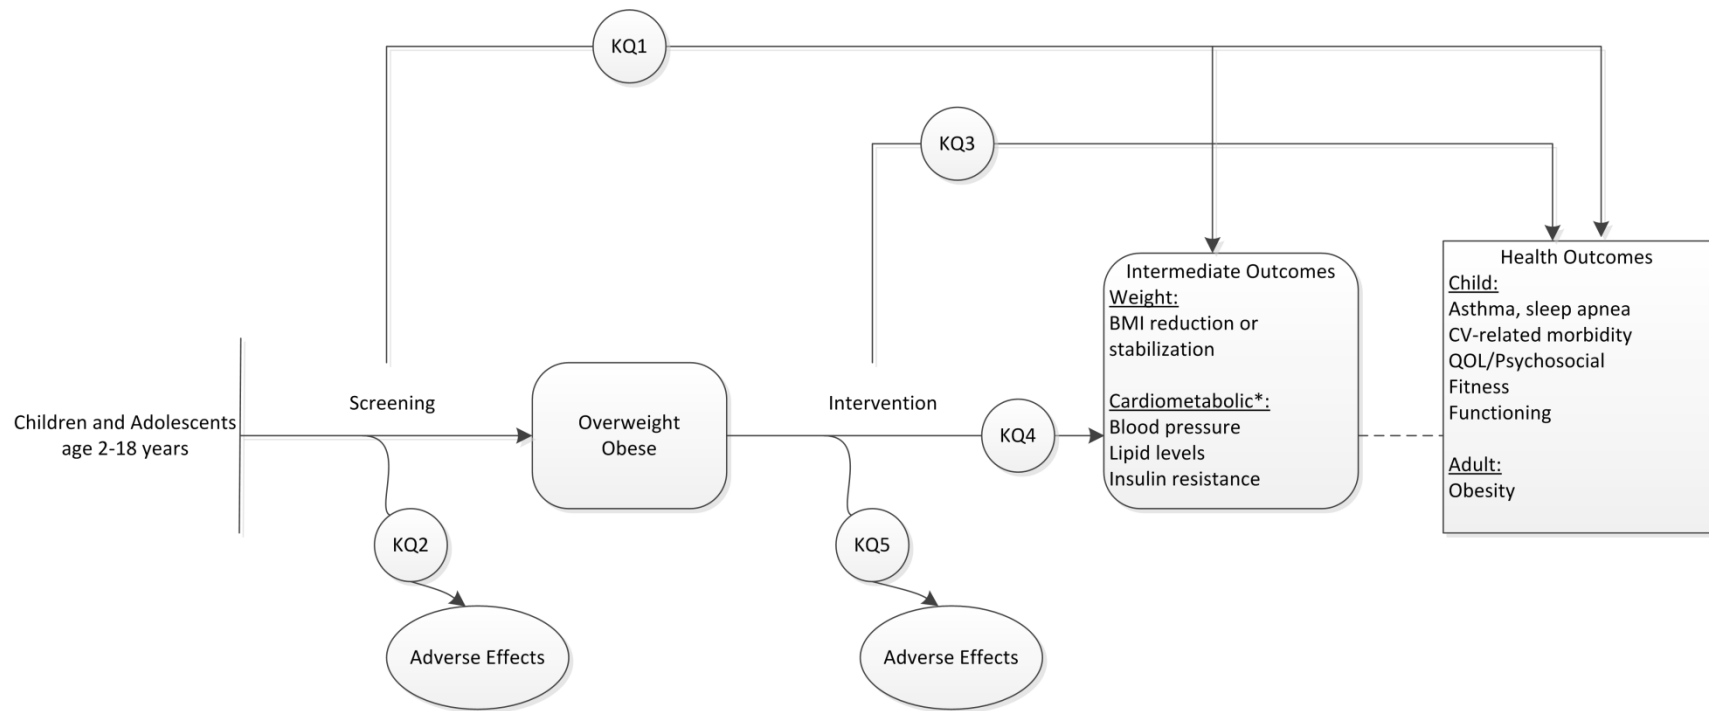 KQ1
KQ3
Children and Adolescents
age 2-18 years
Screening
KQ2
Adverse Effects
Overweight
Obese
Intervention
KQ4
KQ5
Adverse Effects
Intermediate Outcomes
Weight:
BMI reduction or
stabilization
Cardiometabolic*:
Blood pressure
Lipid levels
Insulin resistance
Health Outcomes
Child:
Asthma, sleep apnea
CV-related morbidity
QOL/Psychosocial
Fitness
Functioning
Adult:
Obesity